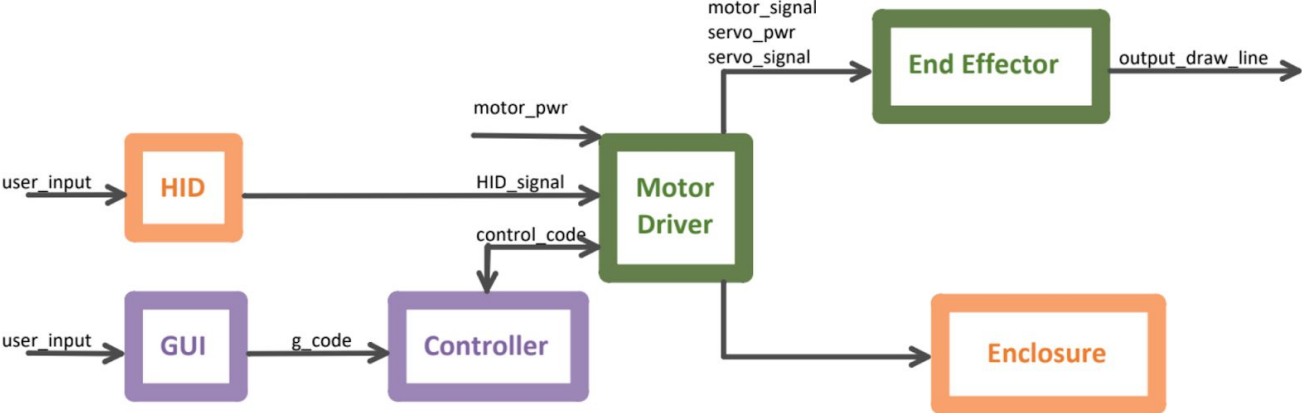 motor_signal
servo_pwr
servo_signal
End Effector
output_draw_line
motor_pwr
user_input
HID
HID_signal
Motor
Driver
control_code
user_input
GUI
g_code
Controller
Enclosure